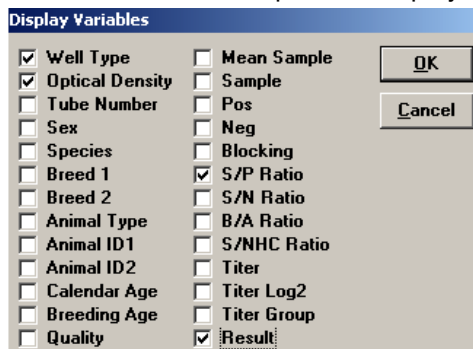 Display Variables
Well Type
Optical Density
Tube Number
Sex
Species
Breed 1
Breed 2
Animal Type
Animal ID1
Animal ID2
Calendar Age
Breeding Age
Quality
Mean Sample
Sample
Pos
Neg
Blocking
S/P Ratio
S/N Ratio
B/A Ratio
S/NHC Ratio
Titer
Titer Log2
Titer Group
Result
OK
Cancel